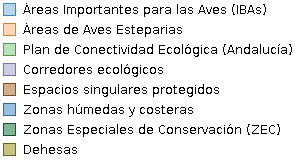 Áreas Importantes para las Aves (IBAs)
Áreas de Aves Esteparias
Plan de Conectividad Ecológica (Andalucía)
Corredores ecológicos
Espacios singulares protegidos
Zonas húmedas y costeras
Zonas Especiales de Conservación (ZEC)
Dehesas